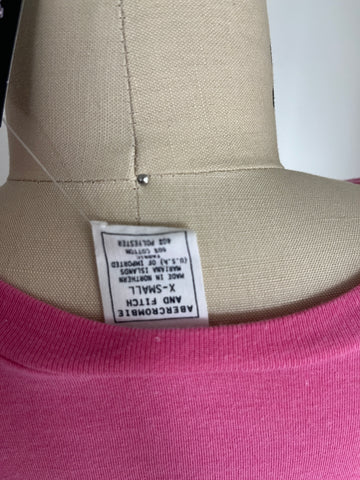 ABERCROMBIE
AND FITCH
X-SMALL
MADE IN NORTHERN
MARIANA ISLANDS
(U.S.A) OF IMPORTED
FABRIC
60% COTTON
40% POLYESTER